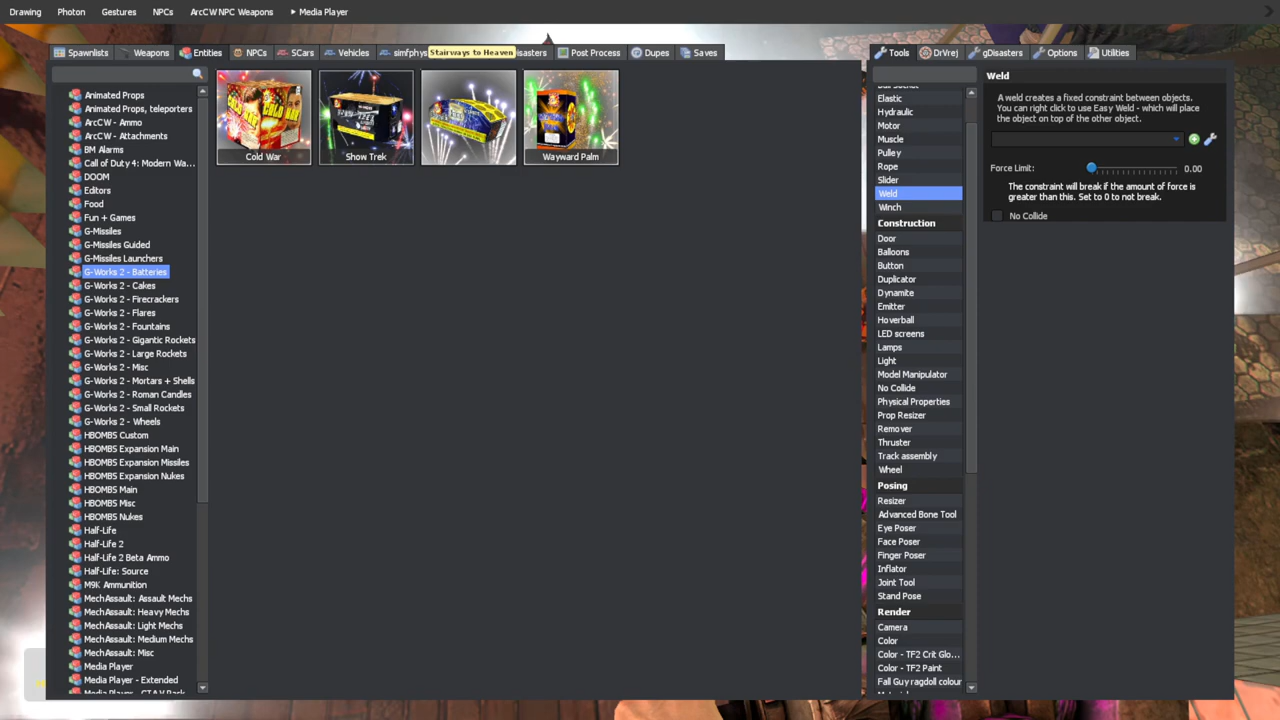 Drawing
Photon
Gestures
NPCs
ArcCW NPC Weapons
Media Player
Spawnlists
Weapons
Entities
NPCs
SCars
Vehicles
simfphys
Stairways to Heaven
isasters
Post Process
Dupes
Saves
Animated Props
Animated Props, teleporters
ArcCW - Ammo
ArcCW - Attachments
BM Alarms
Call of Duty 4: Modern Wa...
DOOM
Editors
Food
Fun + Games
G-Missiles
G-Missiles Guided
G-Missiles Launchers
G-Works 2 - Batteries
G-Works 2 - Cakes
G-Works 2 - Firecrackers
G-Works 2 - Flares
G-Works 2 - Fountains
G-Works 2 - Gigantic Rockets
G-Works 2 - Large Rockets
G-Works 2 - Misc
G-Works 2 - Mortars + Shells
G-Works 2 - Roman Candles
G-Works 2 - Small Rockets
G-Works 2 - Wheels
HBOMBS Custom
HBOMBS Expansion Main
HBOMBS Expansion Missiles
HBOMBS Expansion Nukes
HBOMBS Main
HBOMBS Misc
HBOMBS Nukes
Half-Life
Half-Life 2
Half-Life 2 Beta Ammo
Half-Life: Source
M9K Ammunition
MechAssault: Assault Mechs
MechAssault: Heavy Mechs
MechAssault: Light Mechs
MechAssault: Medium Mechs
MechAssault: Misc
Media Player
Media Player - Extended
Cold War
Show Trek
Wayward Palm
Tools
DrVrej
gDisasters
Options
Utilities
Elastic
Hydraulic
Motor
Muscle
Pulley
Rope
Slider
Weld
Winch
Construction
Door
Balloons
Button
Duplicator
Dynamite
Emitter
Hoverball
LED screens
Lamps
Light
Model Manipulator
No Collide
Physical Properties
Prop Resizer
Remover
Thruster
Track assembly
Wheel
Posing
Resizer
Advanced Bone Tool
Eye Poser
Face Poser
Finger Poser
Inflator
Joint Tool
Stand Pose
Render
Camera
Color
Color - TF2 Crit Glo...
Color - TF2 Paint
Fall Guy ragdoll colour
Weld
A weld creates a fixed constraint between objects.
You can right click to use Easy Weld - which will place
the object on top of the other object.
Force Limit:
0.00
The constraint will break if the amount of force is
greater than this. Set to 0 to not break.
No Collide